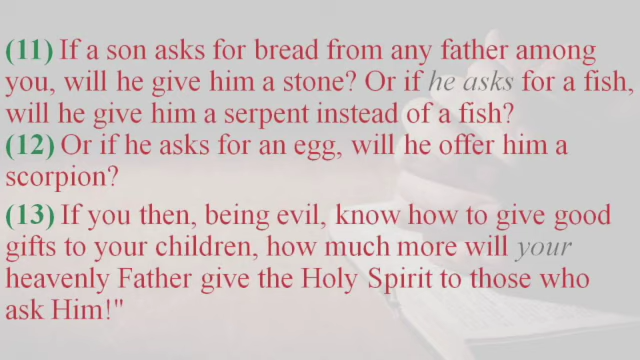 (11) If a son asks for bread from any father among
you, will he give him a stone? Or if he asks for a fish,
will he give him a serpent instead of a fish?
(12) Or if he asks for an egg, will he offer him a
scorpion?
(13) If you then, being evil, know how to give good
gifts to your children, how much more will your
heavenly Father give the Holy Spirit to those who
ask Him!"